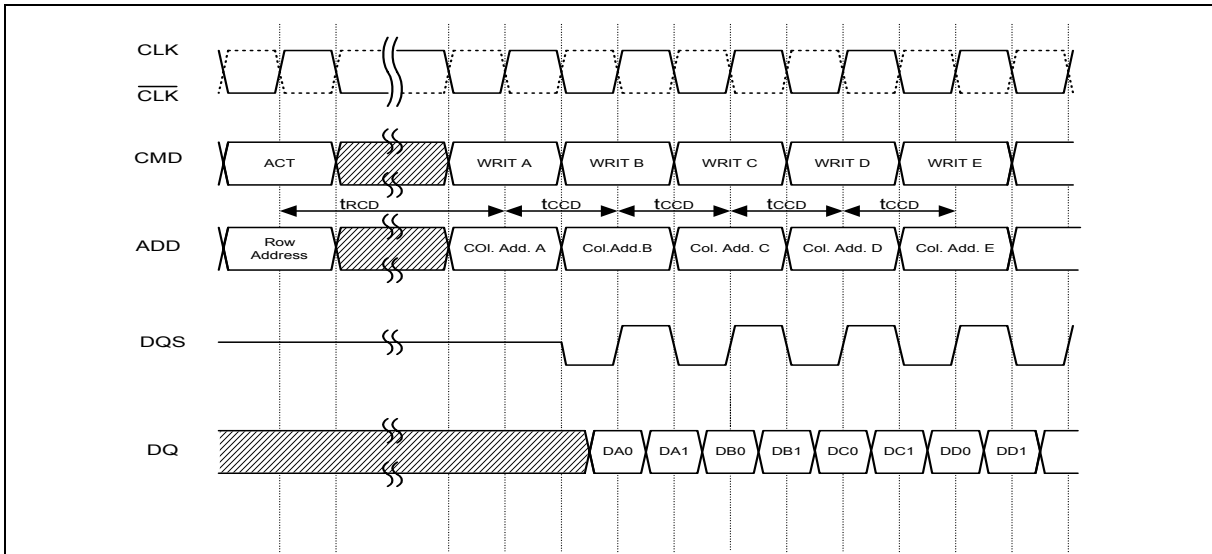 CLK
C̅L̅K̅
CMD ACT WRIT A WRIT B WRIT C WRIT D WRIT E
tRCD tCCD tCCD tCCD tCCD
ADD Row Address COl. Add. A Col.Add.B Col. Add. C Col. Add. D Col. Add. E
DQS
DQ DA0 DA1 DB0 DB1 DC0 DC1 DD0 DD1